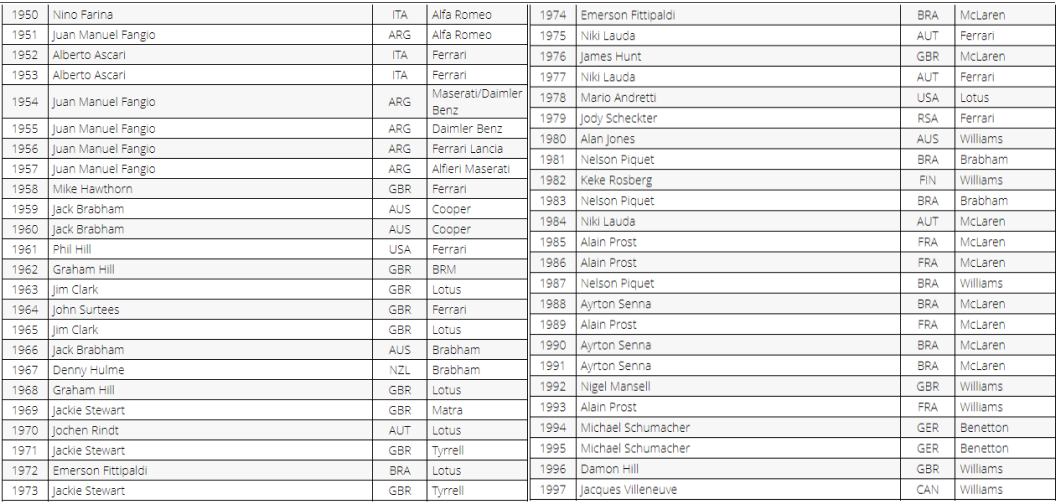 1950 Nino Farina ITA Alfa Romeo
1951 Juan Manuel Fangio ARG Alfa Romeo
1952 Alberto Ascari ITA Ferrari
1953 Alberto Ascari ITA Ferrari
1954 Juan Manuel Fangio ARG Maserati/Daimler
Benz
1955 Juan Manuel Fangio ARG Daimler Benz
1956 Juan Manuel Fangio ARG Ferrari Lancia
1957 Juan Manuel Fangio ARG Alfieri Maserati
1958 Mike Hawthorn GBR Ferrari
1959 Jack Brabham AUS Cooper
1960 Jack Brabham AUS Cooper
1961 Phil Hill USA Ferrari
1962 Graham Hill GBR BRM
1963 Jim Clark GBR Lotus
1964 John Surtees GBR Ferrari
1965 Jim Clark GBR Lotus
1966 Jack Brabham AUS Brabham
1967 Denny Hulme NZL Brabham
1968 Graham Hill GBR Lotus
1969 Jackie Stewart GBR Matra
1970 Jochen Rindt AUT Lotus
1971 Jackie Stewart GBR Tyrrell
1972 Emerson Fittipaldi BRA Lotus
1973 Jackie Stewart GBR Tyrrell
1974 Emerson Fittipaldi BRA McLaren
1975 Niki Lauda AUT Ferrari
1976 James Hunt GBR McLaren
1977 Niki Lauda AUT Ferrari
1978 Mario Andretti USA Lotus
1979 Jody Scheckter RSA Ferrari
1980 Alan Jones AUS Williams
1981 Nelson Piquet BRA Brabham
1982 Keke Rosberg FIN Williams
1983 Nelson Piquet BRA Brabham
1984 Niki Lauda AUT McLaren
1985 Alain Prost FRA McLaren
1986 Alain Prost FRA McLaren
1987 Nelson Piquet BRA Williams
1988 Ayrton Senna BRA McLaren
1989 Alain Prost FRA McLaren
1990 Ayrton Senna BRA McLaren
1991 Ayrton Senna BRA McLaren
1992 Nigel Mansell GBR Williams
1993 Alain Prost FRA Williams
1994 Michael Schumacher GER Benetton
1995 Michael Schumacher GER Benetton
1996 Damon Hill GBR Williams
1997 Jacques Villeneuve CAN Williams